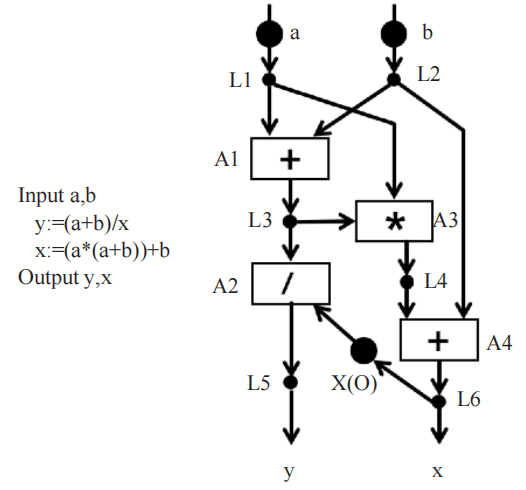 a
b
L1
L2
A1
+
Input a,b
y:=(a+b)/x
x:=(a*(a+b))+b
Output y,x
L3
*
A3
A2
/
L4
+
A4
L5
X(O)
L6
y
x